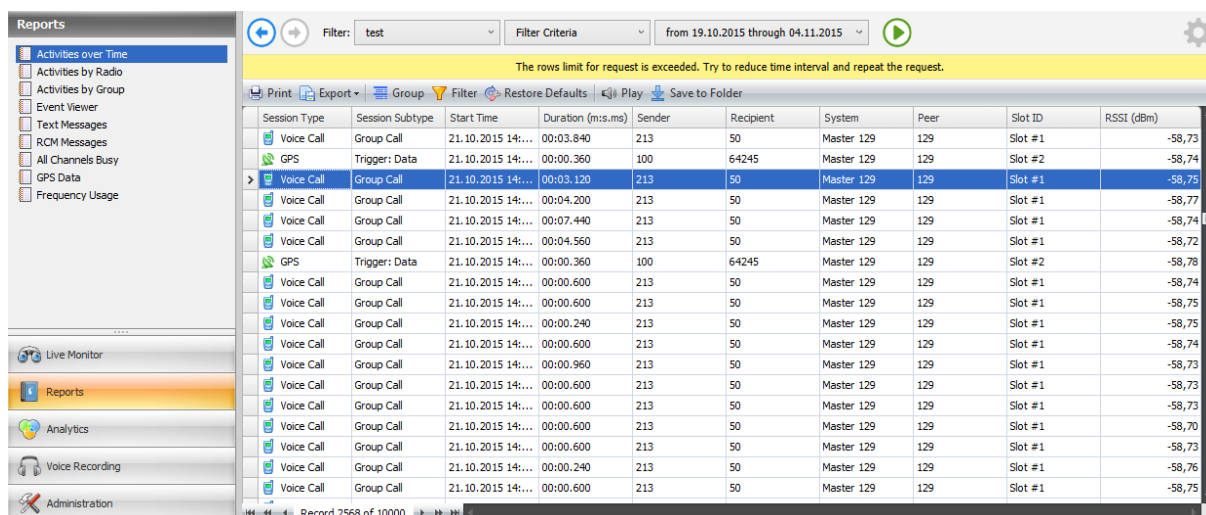 Reports
Activities over Time
Activities by Radio
Activities by Group
Event Viewer
Text Messages
RCM Messages
All Channels Busy
GPS Data
Frequency Usage
Live Monitor
Reports
Analytics
Voice Recording
Administration
Filter: test Filter Criteria from 19.10.2015 through 04.11.2015
The rows limit for request is exceeded. Try to reduce time interval and repeat the request.
Print Export Group Filter Restore Defaults Play Save to Folder
Session Type Session Subtype Start Time Duration (m:s.ms) Sender Recipient System Peer Slot ID RSSI (dBm)
Voice Call Group Call 21.10.2015 14:... 00:03.840 213 50 Master 129 129 Slot #1 -58,73
GPS Trigger: Data 21.10.2015 14:... 00:00.360 100 64245 Master 129 129 Slot #2 -58,74
Voice Call Group Call 21.10.2015 14:... 00:03.120 213 50 Master 129 129 Slot #1 -58,75
Voice Call Group Call 21.10.2015 14:... 00:04.200 213 50 Master 129 129 Slot #1 -58,77
Voice Call Group Call 21.10.2015 14:... 00:07.440 213 50 Master 129 129 Slot #1 -58,74
Voice Call Group Call 21.10.2015 14:... 00:04.560 213 50 Master 129 129 Slot #1 -58,72
GPS Trigger: Data 21.10.2015 14:... 00:00.360 100 64245 Master 129 129 Slot #2 -58,78
Voice Call Group Call 21.10.2015 14:... 00:00.600 213 50 Master 129 129 Slot #1 -58,74
Voice Call Group Call 21.10.2015 14:... 00:00.600 213 50 Master 129 129 Slot #1 -58,75
Voice Call Group Call 21.10.2015 14:... 00:00.240 213 50 Master 129 129 Slot #1 -58,75
Voice Call Group Call 21.10.2015 14:... 00:00.600 213 50 Master 129 129 Slot #1 -58,74
Voice Call Group Call 21.10.2015 14:... 00:00.960 213 50 Master 129 129 Slot #1 -58,73
Voice Call Group Call 21.10.2015 14:... 00:00.600 213 50 Master 129 129 Slot #1 -58,73
Voice Call Group Call 21.10.2015 14:... 00:00.600 213 50 Master 129 129 Slot #1 -58,73
Voice Call Group Call 21.10.2015 14:... 00:00.600 213 50 Master 129 129 Slot #1 -58,70
Voice Call Group Call 21.10.2015 14:... 00:00.600 213 50 Master 129 129 Slot #1 -58,73
Voice Call Group Call 21.10.2015 14:... 00:00.240 213 50 Master 129 129 Slot #1 -58,76
Voice Call Group Call 21.10.2015 14:... 00:00.600 213 50 Master 129 129 Slot #1 -58,75
Record 2568 of 10000